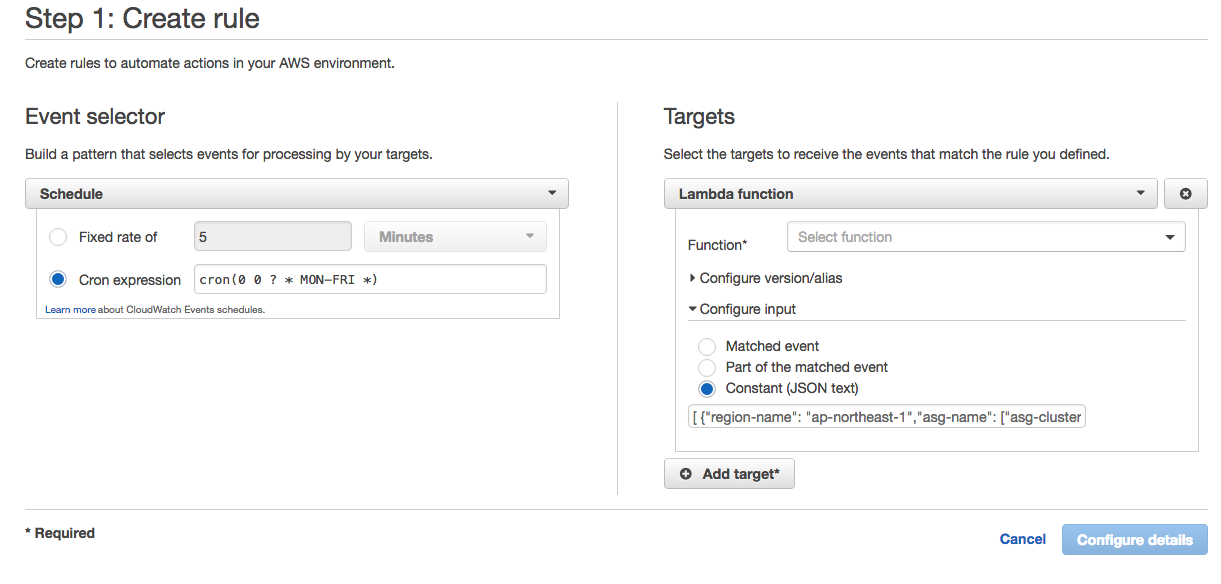 Step 1: Create rule
Create rules to automate actions in your AWS environment.
Event selector
Build a pattern that selects events for processing by your targets.
Schedule
Fixed rate of 5 Minutes
Cron expression cron(0 0 ? * MON-FRI *)
Learn more about CloudWatch Events schedules.
Targets
Select the targets to receive the events that match the rule you defined.
Lambda function
Function* Select function
Configure version/alias
Configure input
Matched event
Part of the matched event
Constant (JSON text)
[ {"region-name": "ap-northeast-1","asg-name": ["asg-cluster
Add target*
* Required
Cancel Configure details